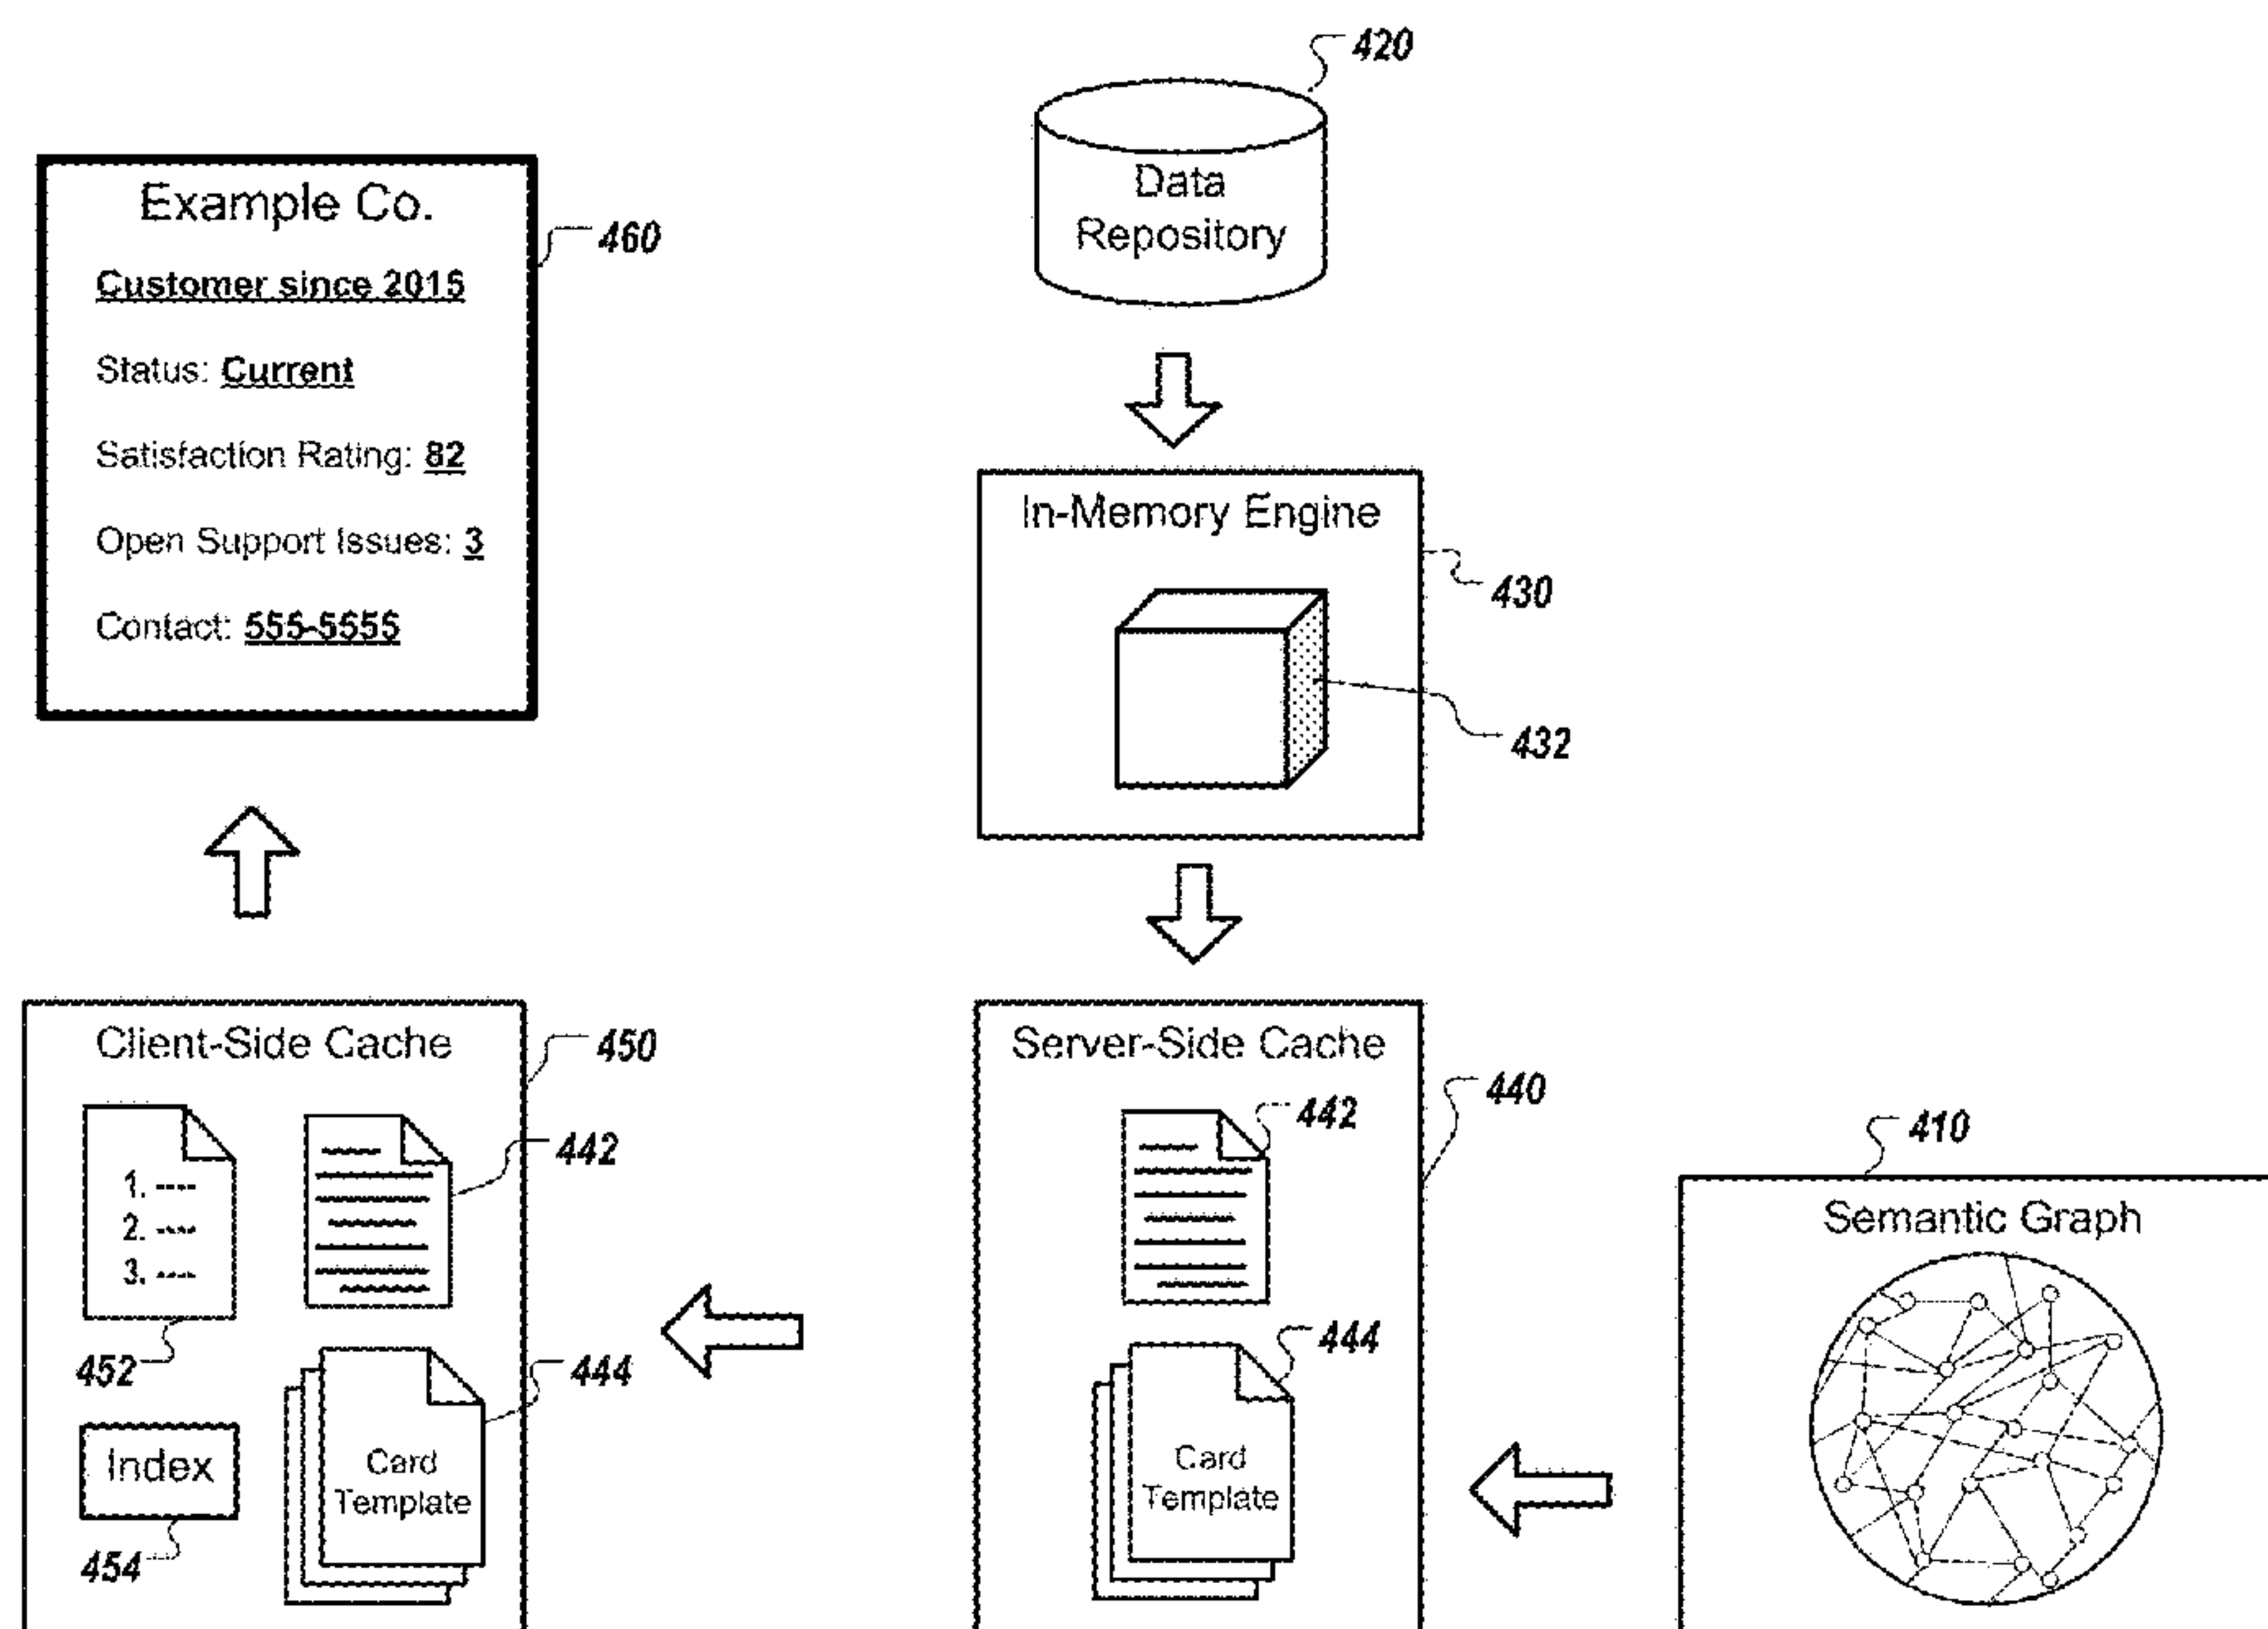 420
Data
Repository
Example Co.
460
Customer since 2015
Status: Current
Satisfaction Rating: 82
Open Support Issues: 3
Contact: 555-5555
In-Memory Engine
430
432
Client-Side Cache
450
1. ----
2. ----
3. ----
442
452
444
Index
Card
Template
454
Server-Side Cache
440
442
444
Card
Template
410
Semantic Graph